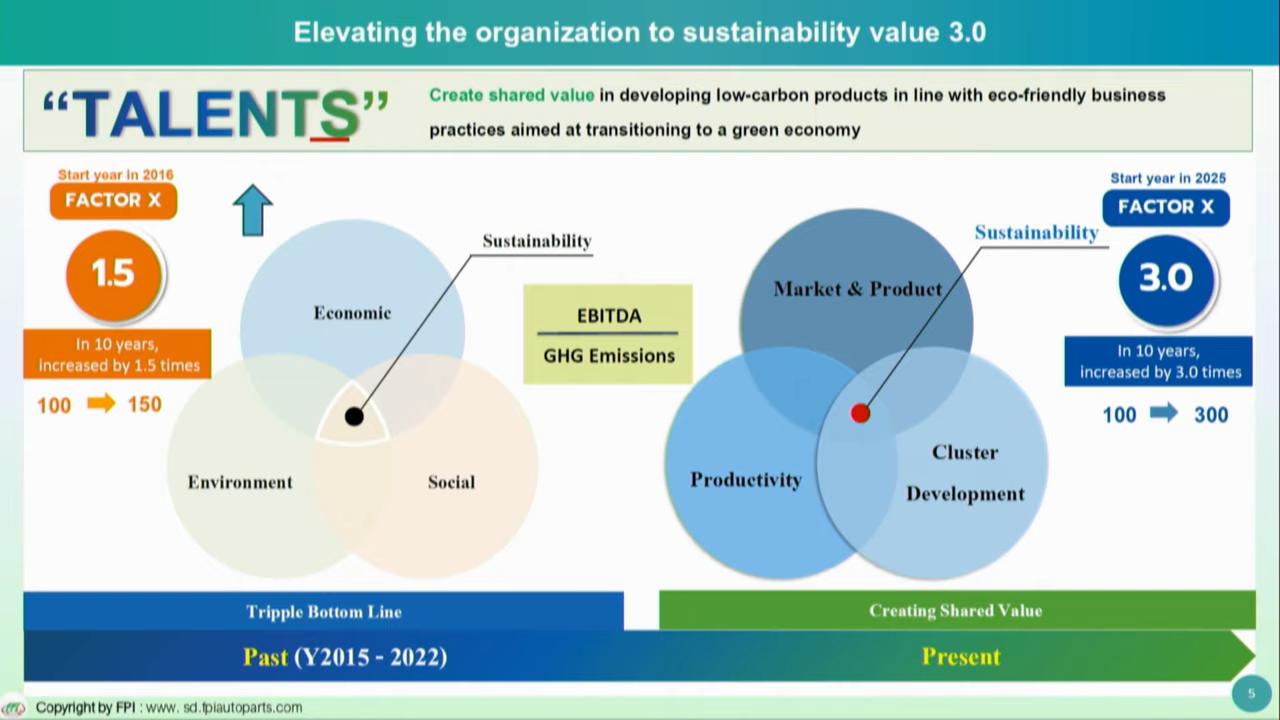 Elevating the organization to sustainability value 3.0
“TALENTS”
Create shared value in developing low-carbon products in line with eco-friendly business
practices aimed at transitioning to a green economy
Start year in 2016
FACTOR X
1.5
In 10 years,
increased by 1.5 times
100 150
Economic
Environment
Social
Sustainability
EBITDA
GHG Emissions
Market & Product
Productivity
Cluster
Development
Sustainability
Start year in 2025
FACTOR X
3.0
In 10 years,
increased by 3.0 times
100 300
Tripple Bottom Line
Creating Shared Value
Past (Y2015 - 2022)
Present
Copyright by FPI : www. sd.fpiautoparts.com
5